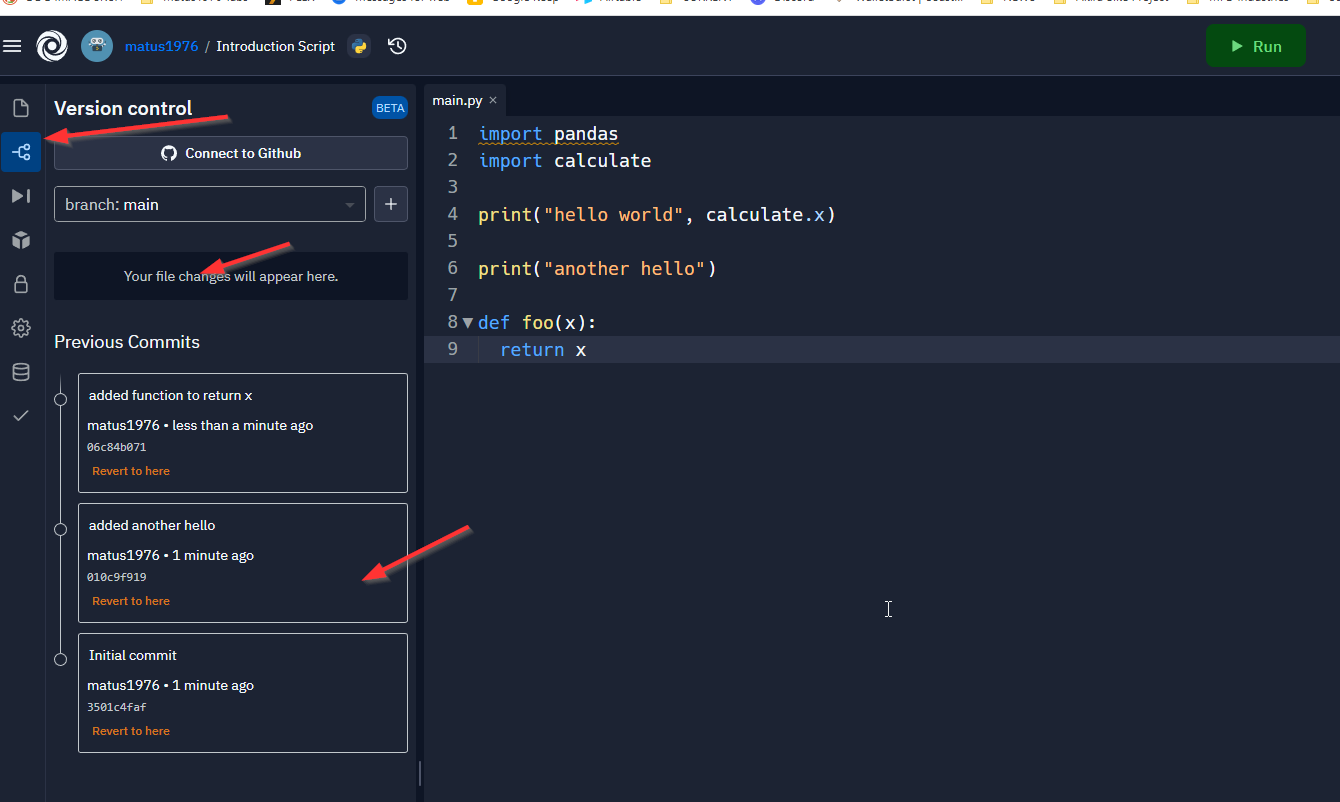 matus1976 / Introduction Script
Run
Version control
BETA
Connect to Github
branch: main
+
Your file changes will appear here.
Previous Commits
added function to return x
matus1976 • less than a minute ago
06c84b071
Revert to here
added another hello
matus1976 • 1 minute ago
010c9f919
Revert to here
Initial commit
matus1976 • 1 minute ago
3501c4faf
Revert to here
main.py ×
1 import pandas
2 import calculate
3
4 print("hello world", calculate.x)
5
6 print("another hello")
7
8 def foo(x):
9 return x